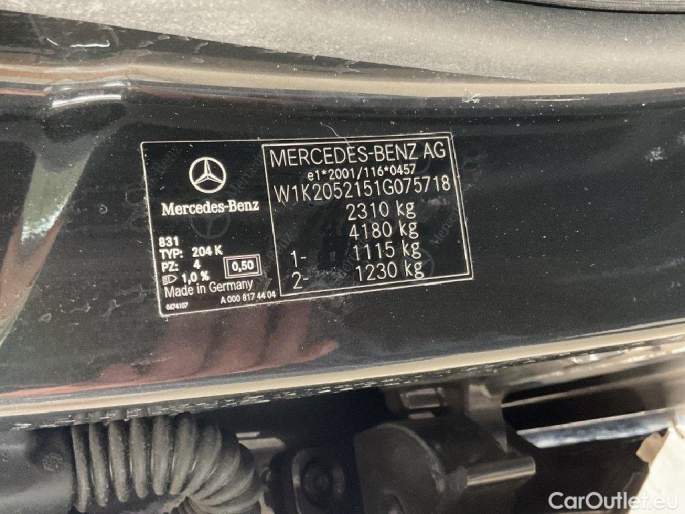 MERCEDES-BENZ AG
e1*2001/116*0457
W1K2052151G075718
2310 kg
4180 kg
1- 1115 kg
2- 1230 kg
Mercedes-Benz
831
TYP: 204 K
PZ: 4
1,0 % 0,50
Made in Germany
A 000 817 44 04
CarOutlet.eu